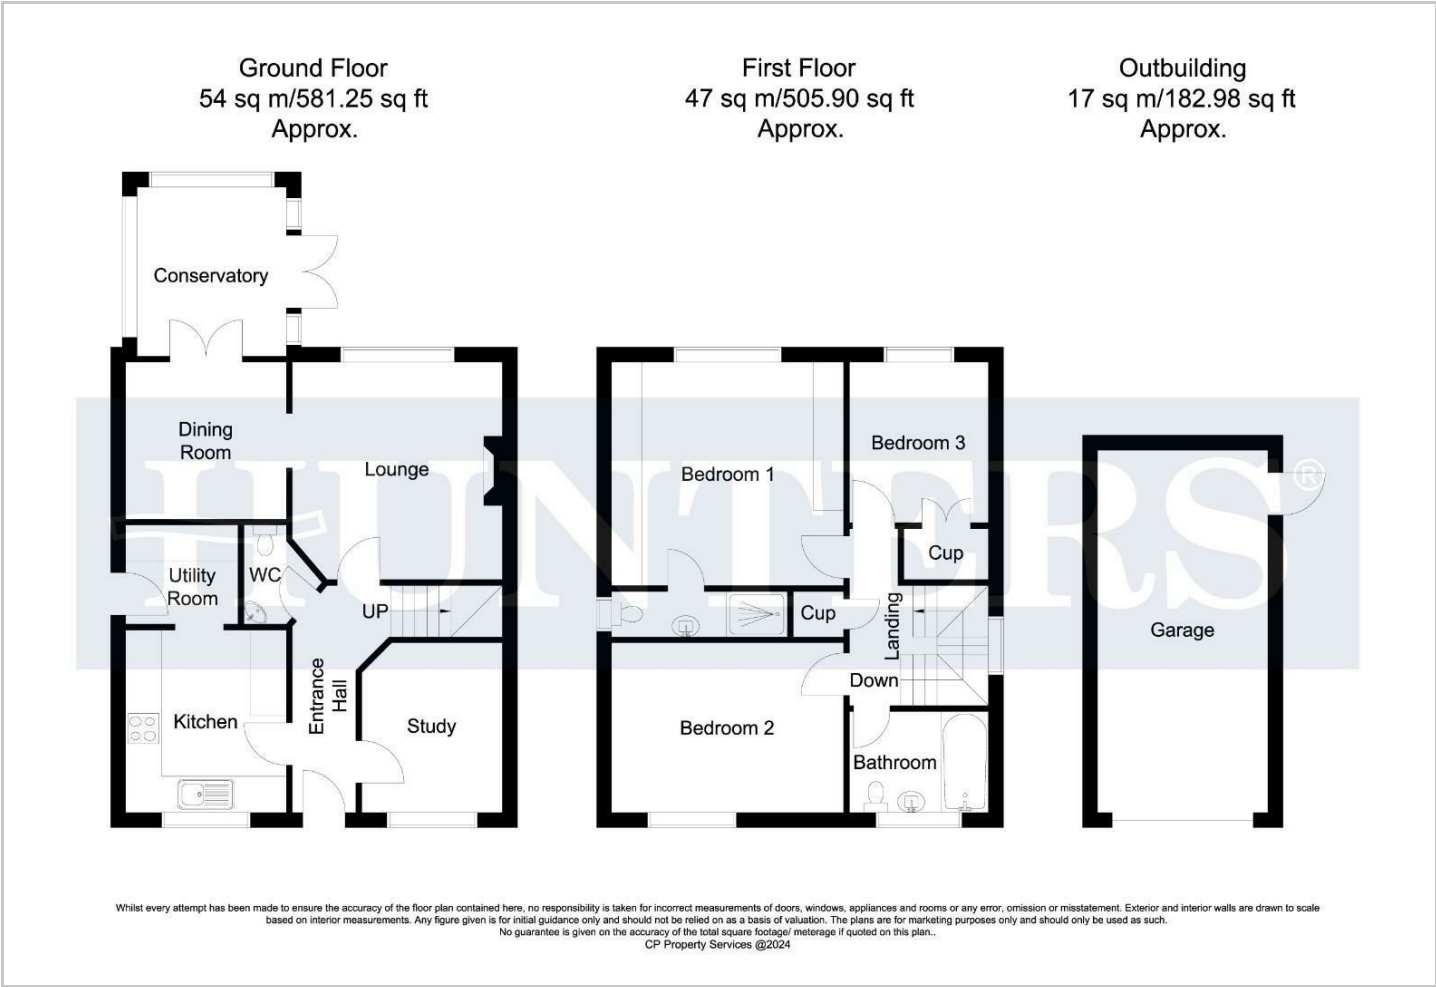 Ground Floor
54 sq m/581.25 sq ft
Approx.
First Floor
47 sq m/505.90 sq ft
Approx.
Outbuilding
17 sq m/182.98 sq ft
Approx.
Conservatory
Dining
Room
Lounge
Utility
Room
WC
UP
Entrance
Hall
Kitchen
Study
Bedroom 1
Bedroom 3
Cup
Cup
Landing
Down
Bedroom 2
Bathroom
Garage
HUNTERS®
Whilst every attempt has been made to ensure the accuracy of the floor plan contained here, no responsibility is taken for incorrect measurements of doors, windows, appliances and rooms or any error, omission or misstatement. Exterior and interior walls are drawn to scale
based on interior measurements. Any figure given is for initial guidance only and should not be relied on as a basis of valuation. The plans are for marketing purposes only and should only be used as such.
No guarantee is given on the accuracy of the total square footage/ meterage if quoted on this plan..
CP Property Services @2024